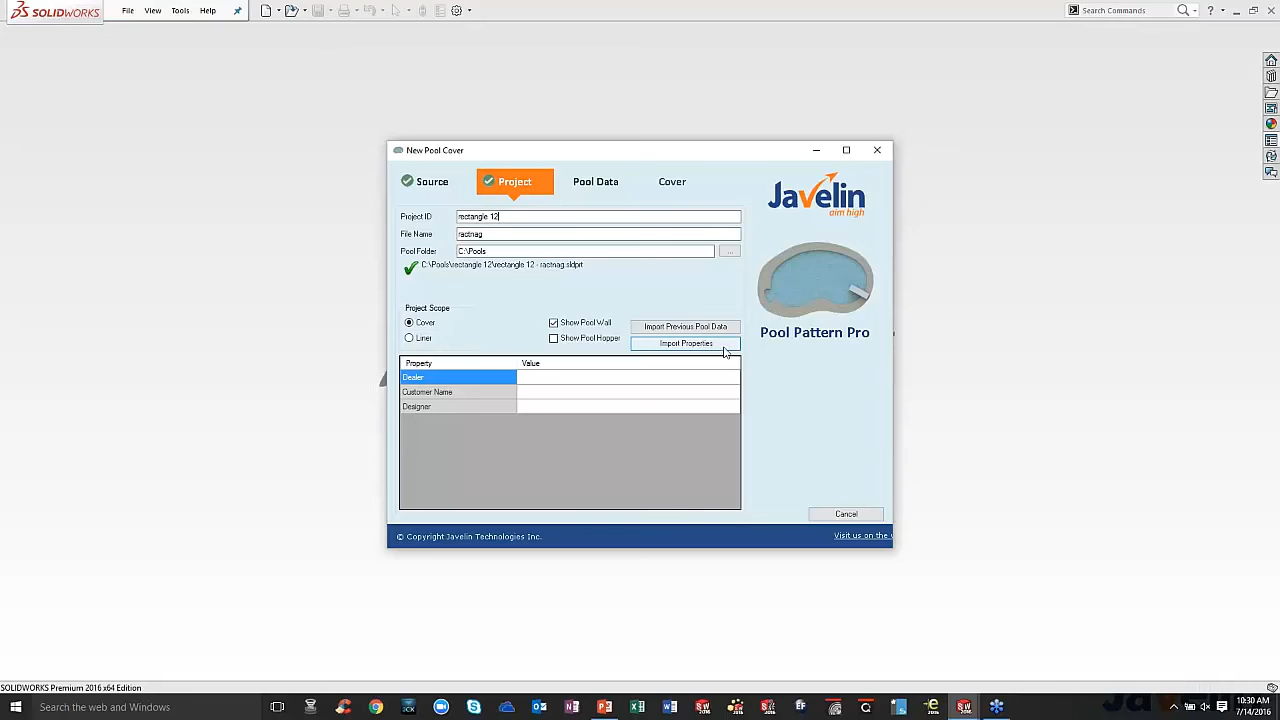 SOLIDWORKS File View Tools Help Search Commands ?
New Pool Cover
Source Project Pool Data Cover
Javelin
aim high
Project ID rectangle 12
File Name ractnag
Pool Folder C:\Pools ...
C:\Pools\rectangle 12\rectangle 12 - ractnag.sldprt
Project Scope
Cover Show Pool Wall Import Previous Pool Data
Liner Show Pool Hopper Import Properties
Pool Pattern Pro
Property Value
Dealer
Customer Name
Designer
Cancel
© Copyright Javelin Technologies Inc. Visit us on the
SOLIDWORKS Premium 2016 x64 Edition
Search the web and Windows
10:30 AM
7/14/2016